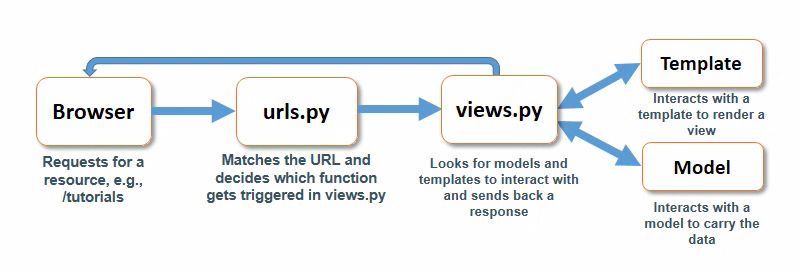 Browser
Requests for a
resource, e.g.,
/tutorials
urls.py
Matches the URL and
decides which function
gets triggered in views.py
views.py
Looks for models and
templates to interact with
and sends back a
response
Template
Interacts with a
template to render a
view
Model
Interacts with a
model to carry the
data